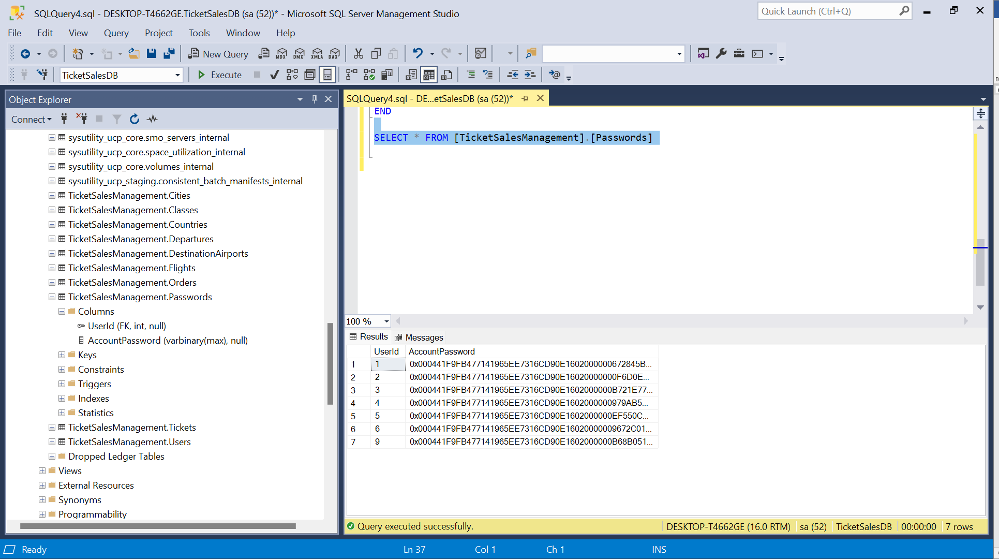 SQLQuery4.sql - DESKTOP-T4662GE.TicketSalesDB (sa (52))* - Microsoft SQL Server Management Studio
Quick Launch (Ctrl+Q)
File Edit View Query Project Tools Window Help
New Query MDX DMX XMLA DAX
TicketSalesDB Execute
Object Explorer
Connect
sysutility_ucp_core.smo_servers_internal
sysutility_ucp_core.space_utilization_internal
sysutility_ucp_core.volumes_internal
sysutility_ucp_staging.consistent_batch_manifests_internal
TicketSalesManagement.Cities
TicketSalesManagement.Classes
TicketSalesManagement.Countries
TicketSalesManagement.Departures
TicketSalesManagement.DestinationAirports
TicketSalesManagement.Flights
TicketSalesManagement.Orders
TicketSalesManagement.Passwords
Columns
UserId (FK, int, null)
AccountPassword (varbinary(max), null)
Keys
Constraints
Triggers
Indexes
Statistics
TicketSalesManagement.Tickets
TicketSalesManagement.Users
Dropped Ledger Tables
Views
External Resources
Synonyms
Programmability
SQLQuery4.sql - DE...etSalesDB (sa (52))*
END
SELECT * FROM [TicketSalesManagement].[Passwords]
100 %
Results Messages
UserId AccountPassword
1 1 0x000441F9FB477141965EE7316CD90E1602000000672845B...
2 2 0x000441F9FB477141965EE7316CD90E16020000000F6D0E...
3 3 0x000441F9FB477141965EE7316CD90E16020000000B721E77...
4 4 0x000441F9FB477141965EE7316CD90E1602000000979AB5...
5 5 0x000441F9FB477141965EE7316CD90E1602000000EF550C...
6 6 0x000441F9FB477141965EE7316CD90E16020000009672C01...
7 9 0x000441F9FB477141965EE7316CD90E1602000000B68B051...
Query executed successfully.
DESKTOP-T4662GE (16.0 RTM) sa (52) TicketSalesDB 00:00:00 7 rows
Ready Ln 37 Col 1 Ch 1 INS